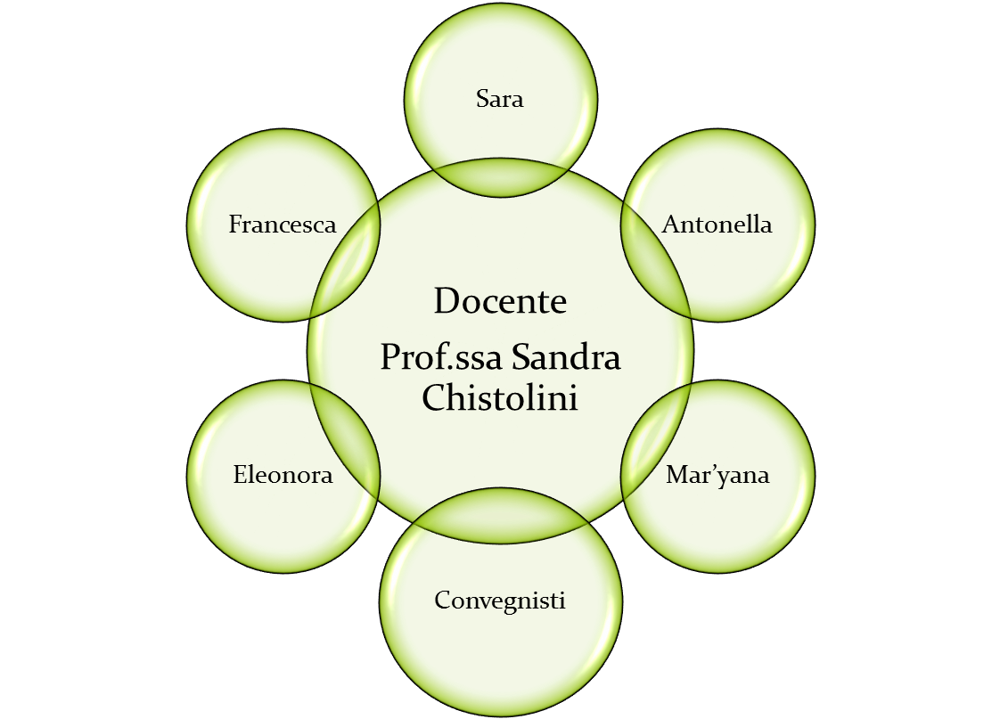 Sara
Francesca
Antonella
Docente
Prof.ssa Sandra
Chistolini
Eleonora
Mar’yana
Convegnisti